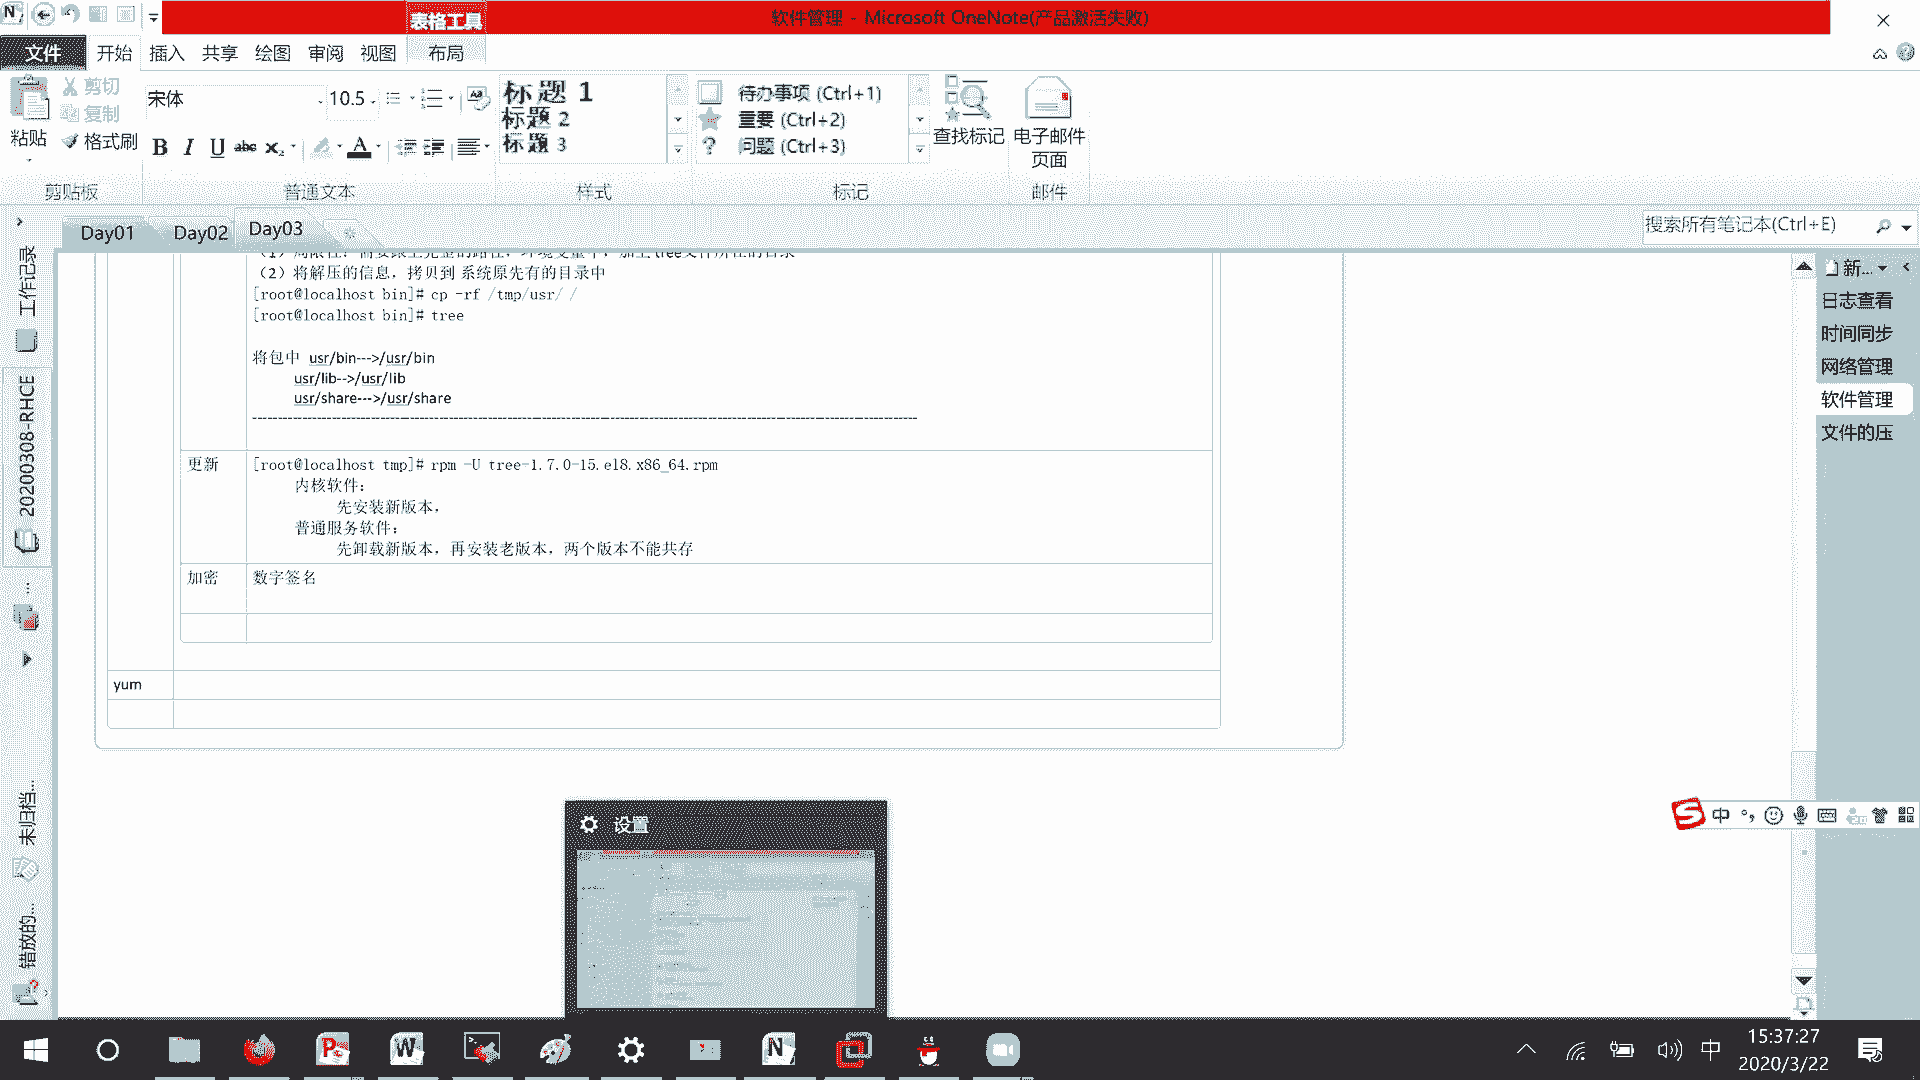 表格工具
软件管理 - Microsoft OneNote(产品激活失败)
文件 开始 插入 共享 绘图 审阅 视图 布局
粘贴
剪切
复制
格式刷
宋体 10.5
B I U abc x₂ A
标题 1
标题 2
标题 3
待办事项 (Ctrl+1)
重要 (Ctrl+2)
问题 (Ctrl+3)
查找标记
电子邮件
页面
剪贴板 普通文本 样式 标记 邮件
Day01 Day02 Day03
搜索所有笔记本(Ctrl+E)
工作记录
20200308-RHCE
未归档...
错放的...
新...
日志查看
时间同步
网络管理
软件管理
文件的压
(2) 将解压的信息，拷贝到 系统原先有的目录中
[root@localhost bin]# cp -rf /tmp/usr/ /
[root@localhost bin]# tree
将包中 usr/bin--->/usr/bin
usr/lib-->/usr/lib
usr/share--->/usr/share
更新 [root@localhost tmp]# rpm -U tree-1.7.0-15.el8.x86_64.rpm
内核软件：
先安装新版本，
普通服务软件：
先卸载新版本，再安装老版本，两个版本不能共存
加密 数字签名
yum
设置
中
中
15:37:27
2020/3/22